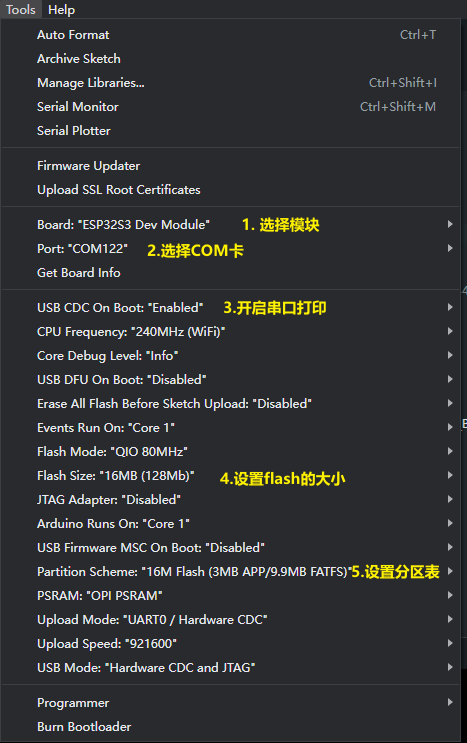 Tools Help
Auto Format Ctrl+T
Archive Sketch
Manage Libraries... Ctrl+Shift+I
Serial Monitor Ctrl+Shift+M
Serial Plotter
Firmware Updater
Upload SSL Root Certificates
Board: "ESP32S3 Dev Module" 1. 选择模块
Port: "COM122" 2.选择COM卡
Get Board Info
USB CDC On Boot: "Enabled" 3.开启串口打印
CPU Frequency: "240MHz (WiFi)"
Core Debug Level: "Info"
USB DFU On Boot: "Disabled"
Erase All Flash Before Sketch Upload: "Disabled"
Events Run On: "Core 1"
Flash Mode: "QIO 80MHz"
Flash Size: "16MB (128Mb)" 4.设置flash的大小
JTAG Adapter: "Disabled"
Arduino Runs On: "Core 1"
USB Firmware MSC On Boot: "Disabled"
Partition Scheme: "16M Flash (3MB APP/9.9MB FATFS)" 5.设置分区表
PSRAM: "OPI PSRAM"
Upload Mode: "UART0 / Hardware CDC"
Upload Speed: "921600"
USB Mode: "Hardware CDC and JTAG"
Programmer
Burn Bootloader